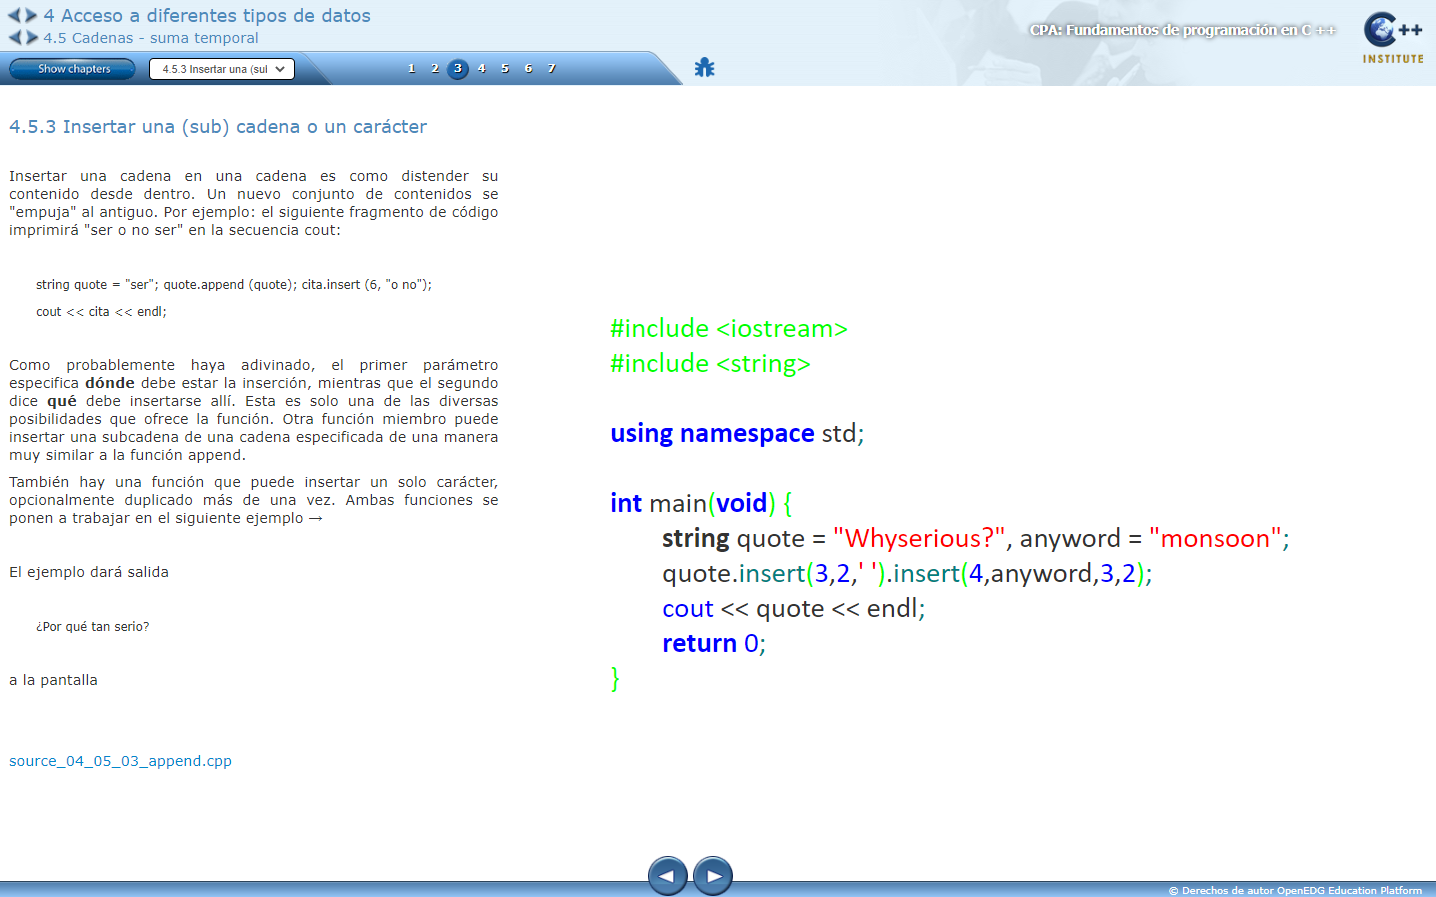 4 Acceso a diferentes tipos de datos
4.5 Cadenas - suma temporal
CPA: Fundamentos de programación en C ++
C++
INSTITUTE
Show chapters
4.5.3 Insertar una (sul
1 2 3 4 5 6 7
4.5.3 Insertar una (sub) cadena o un carácter
Insertar una cadena en una cadena es como distender su
contenido desde dentro. Un nuevo conjunto de contenidos se
"empuja" al antiguo. Por ejemplo: el siguiente fragmento de código
imprimirá "ser o no ser" en la secuencia cout:
string quote = "ser"; quote.append (quote); cita.insert (6, "o no");
cout << cita << endl;
Como probablemente haya adivinado, el primer parámetro
especifica dónde debe estar la inserción, mientras que el segundo
dice qué debe insertarse allí. Esta es solo una de las diversas
posibilidades que ofrece la función. Otra función miembro puede
insertar una subcadena de una cadena especificada de una manera
muy similar a la función append.
También hay una función que puede insertar un solo carácter,
opcionalmente duplicado más de una vez. Ambas funciones se
ponen a trabajar en el siguiente ejemplo →
El ejemplo dará salida
¿Por qué tan serio?
a la pantalla
source_04_05_03_append.cpp
#include <iostream>
#include <string>
using namespace std;
int main(void) {
string quote = "Whyserious?", anyword = "monsoon";
quote.insert(3,2,' ').insert(4,anyword,3,2);
cout << quote << endl;
return 0;
}
© Derechos de autor OpenEDG Education Platform